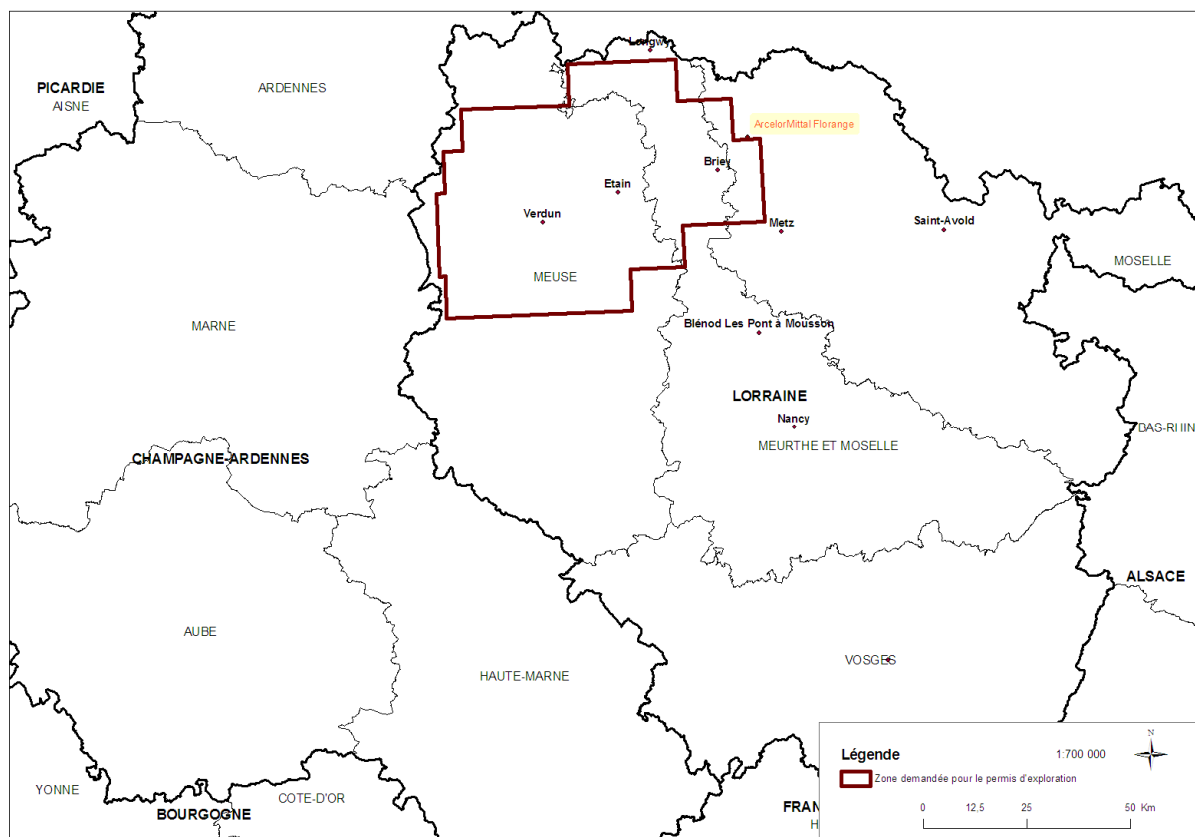 Longwy
PICARDIE
AISNE
ARDENNES
ArcelorMittal Florange
Briey
Etain
Verdun
Metz
Saint-Avold
MEUSE
MOSELLE
MARNE
Blénod Les Pont à Mousson
LORRAINE
Nancy
MEURTHE ET MOSELLE
CHAMPAGNE-ARDENNES
ALSACE
AUBE
HAUTE-MARNE
VOSGES
YONNE
COTE-D'OR
BOURGOGNE
FRAN
H
Légende
1:700 000
N
Zone demandée pour le permis d'exploration
0 12.5 25 50 Km